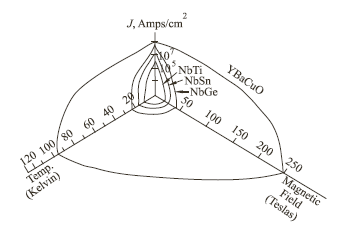 J, Amps/cm²
10⁷
10⁵
NbTi
NbSn
NbGe
YBaCuO
20
40
60
80
100
120
Temp.
(Kelvin)
50
100
150
200
250
Magnetic
Field
(Teslas)